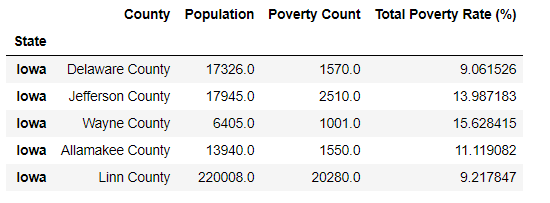 County Population Poverty Count Total Poverty Rate (%)
State
Iowa Delaware County 17326.0 1570.0 9.061526
Iowa Jefferson County 17945.0 2510.0 13.987183
Iowa Wayne County 6405.0 1001.0 15.628415
Iowa Allamakee County 13940.0 1550.0 11.119082
Iowa Linn County 220008.0 20280.0 9.217847